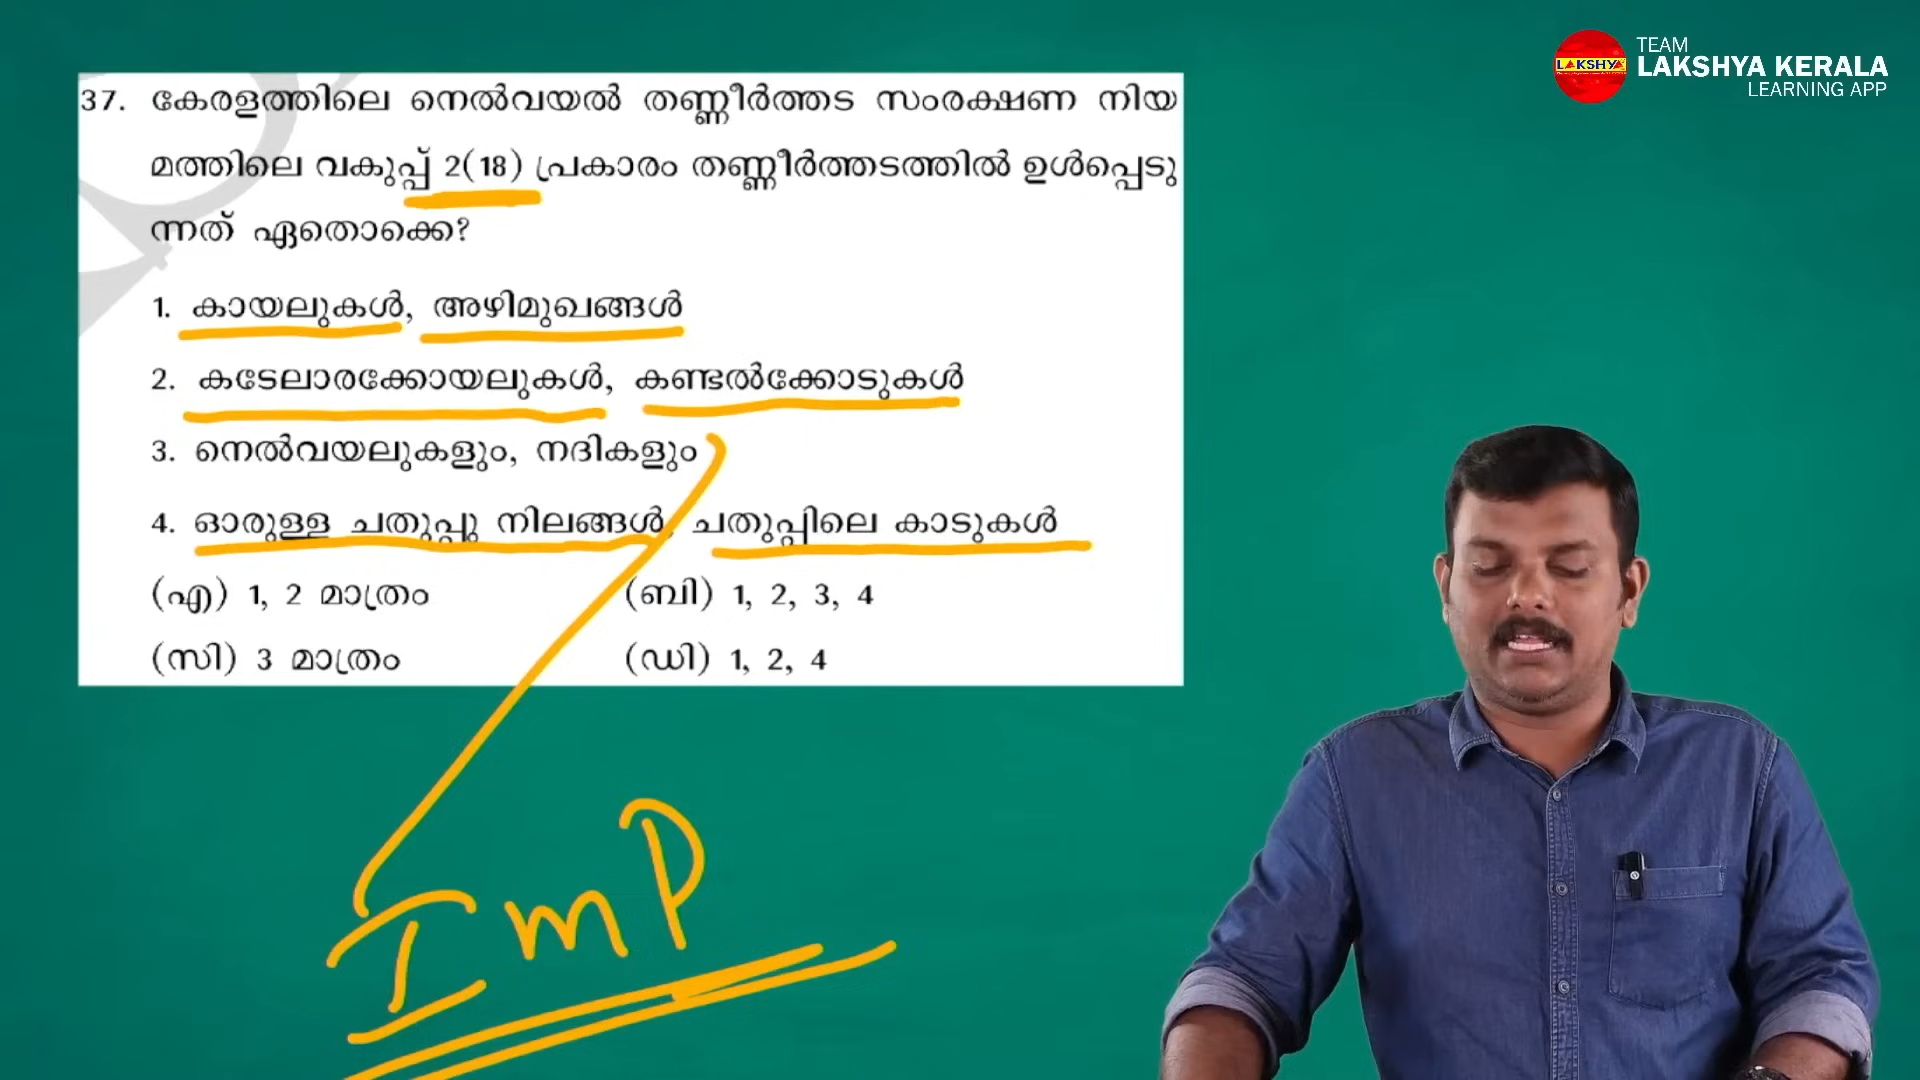 TEAM
LAKSHYA KERALA
LEARNING APP
LAKSHYA
37. കേരളത്തിലെ നെൽവയൽ തണ്ണീർത്തട സംരക്ഷണ നിയ
മത്തിലെ വകുപ്പ് 2(18) പ്രകാരം തണ്ണീർത്തടത്തിൽ ഉൾപ്പെടു
ന്നത് ഏതൊക്കെ?
1. കായലുകൾ, അഴിമുഖങ്ങൾ
2. കടേലാരക്കോയലുകൾ, കണ്ടൽക്കോടുകൾ
3. നെൽവയലുകളും, നദികളും
4. ഓരുള്ള ചതുപ്പു നിലങ്ങൾ, ചതുപ്പിലെ കാടുകൾ
(എ) 1, 2 മാത്രം (ബി) 1, 2, 3, 4
(സി) 3 മാത്രം (ഡി) 1, 2, 4
ImP